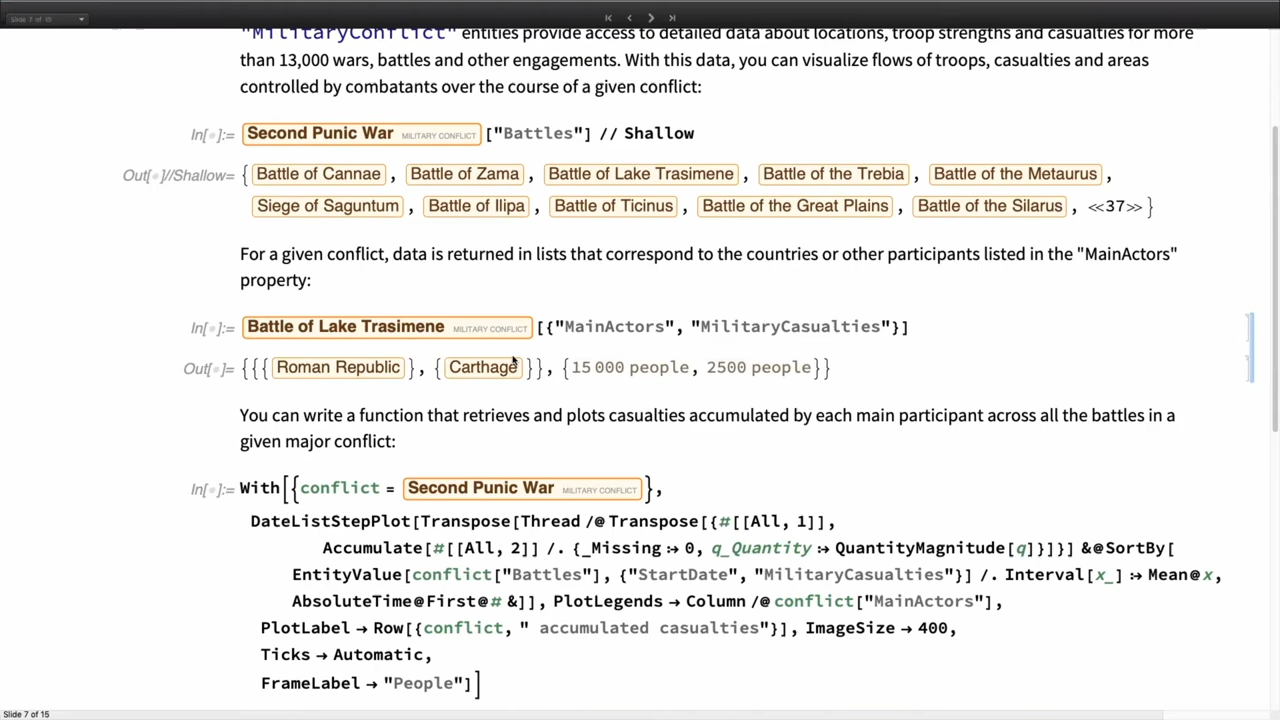 Slide 7 of 15
"MilitaryConflict" entities provide access to detailed data about locations, troop strengths and casualties for more
than 13,000 wars, battles and other engagements. With this data, you can visualize flows of troops, casualties and areas
controlled by combatants over the course of a given conflict:
In[ ]:= Second Punic War MILITARY CONFLICT ["Battles"] // Shallow
Out[ ]//Shallow= { Battle of Cannae , Battle of Zama , Battle of Lake Trasimene , Battle of the Trebia , Battle of the Metaurus ,
Siege of Saguntum , Battle of Ilipa , Battle of Ticinus , Battle of the Great Plains , Battle of the Silarus , <<37>> }
For a given conflict, data is returned in lists that correspond to the countries or other participants listed in the "MainActors"
property:
In[ ]:= Battle of Lake Trasimene MILITARY CONFLICT [{"MainActors", "MilitaryCasualties"}]
Out[ ]= {{{ Roman Republic }, { Carthage }}, {15 000 people, 2500 people}}
You can write a function that retrieves and plots casualties accumulated by each main participant across all the battles in a
given major conflict:
In[ ]:= With[{conflict = Second Punic War MILITARY CONFLICT },
DateListStepPlot[Transpose[Thread /@ Transpose[{#[[All, 1]],
Accumulate[#[[All, 2]] /. {_Missing :→ 0, q_Quantity :→ QuantityMagnitude[q]}]}]] &@SortBy[
EntityValue[conflict["Battles"], {"StartDate", "MilitaryCasualties"}] /. Interval[x_] :→ Mean@x,
AbsoluteTime@First@# &]], PlotLegends → Column /@ conflict["MainActors"],
PlotLabel → Row[{conflict, " accumulated casualties"}], ImageSize → 400,
Ticks → Automatic,
FrameLabel → "People"]]
Slide 7 of 15